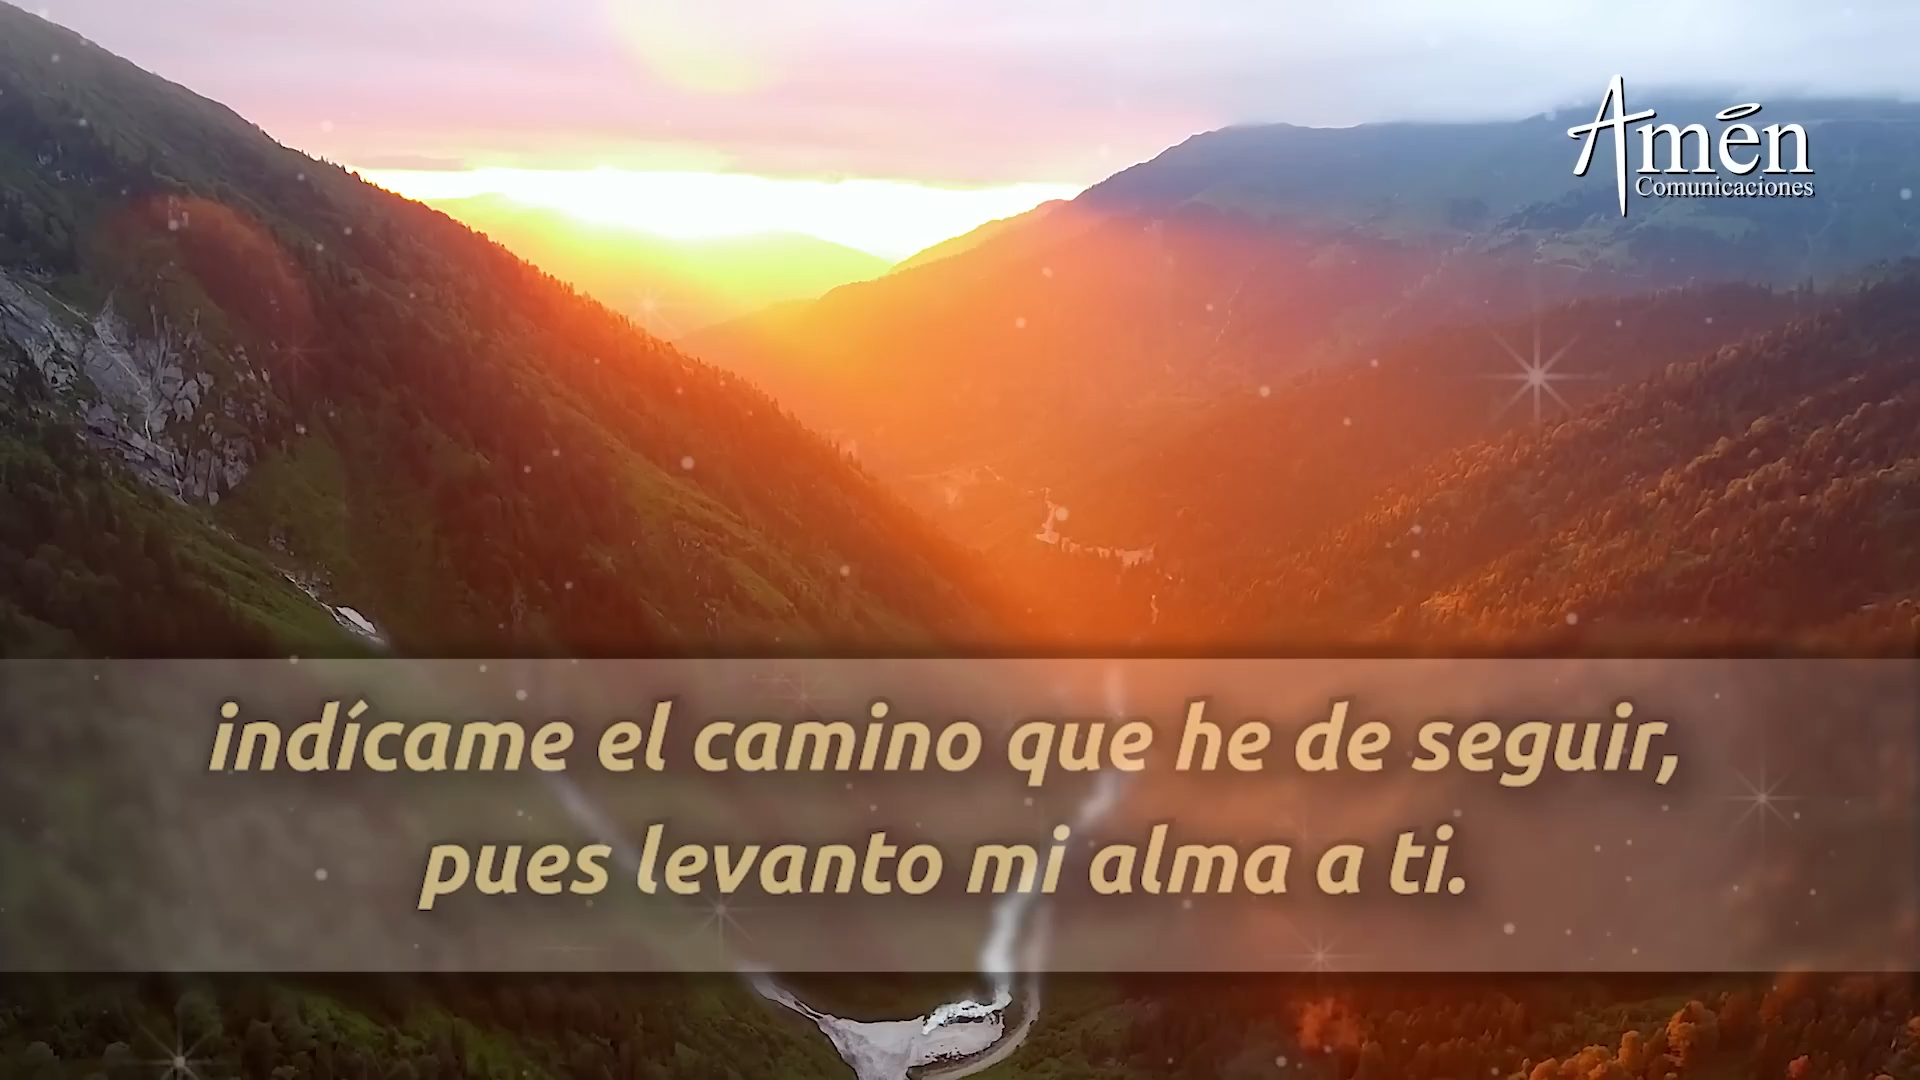 Amén
Comunicaciones
indícame el camino que he de seguir,
pues levanto mi alma a ti.